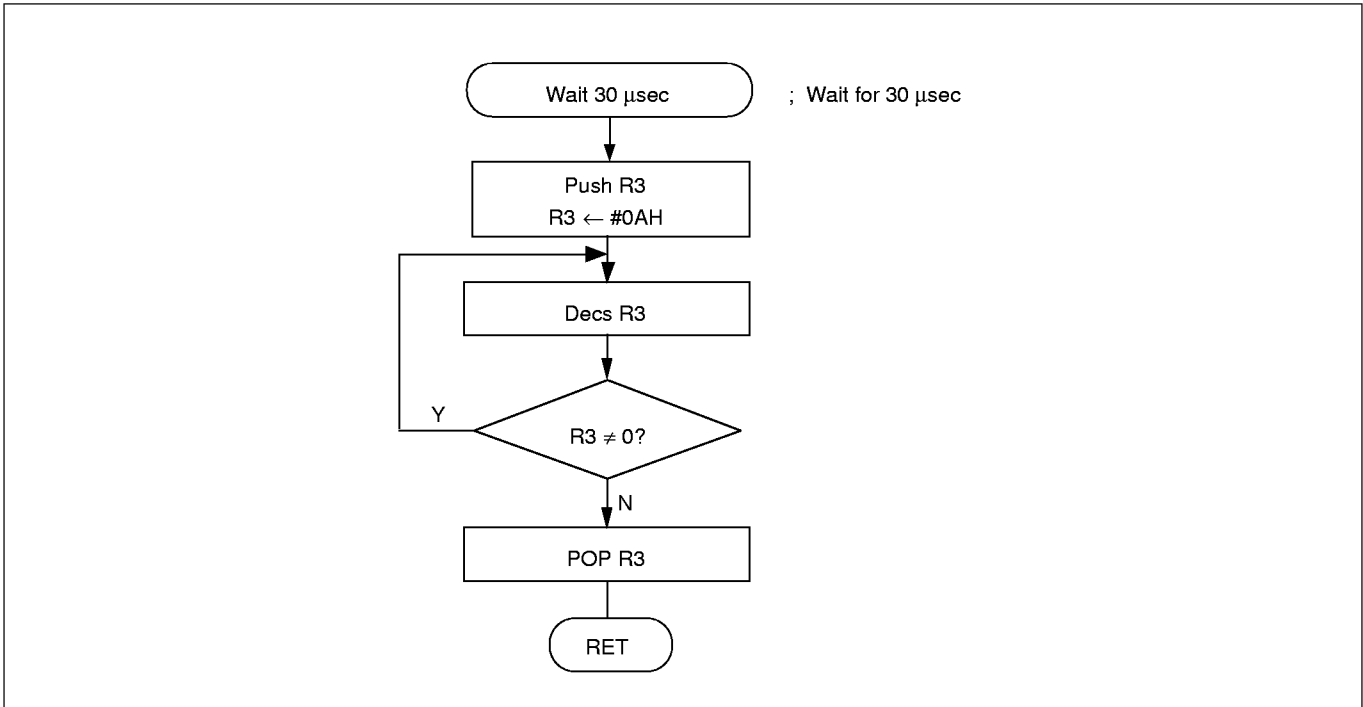 Wait 30 μsec ; Wait for 30 μsec
Push R3
R3 ← #0AH
Decs R3
Y
R3 ≠ 0?
N
POP R3
RET